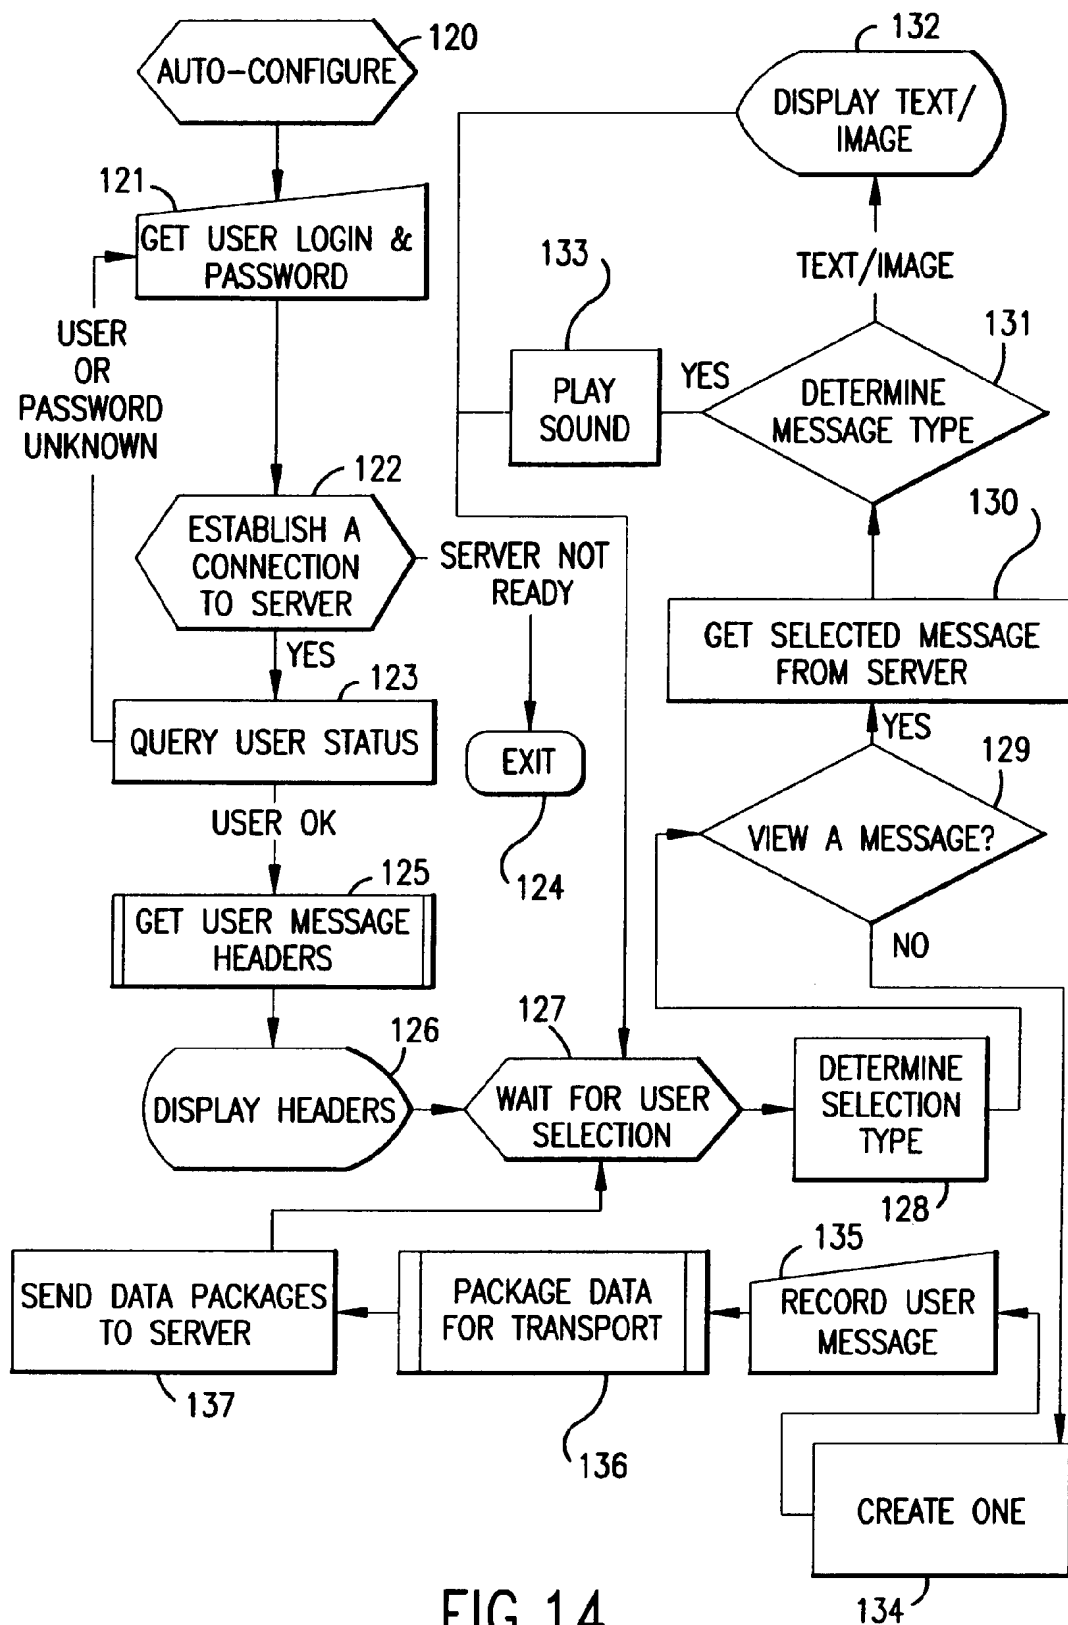 120
AUTO-CONFIGURE
121
GET USER LOGIN &
PASSWORD
USER
OR
PASSWORD
UNKNOWN
122
ESTABLISH A
CONNECTION
TO SERVER
SERVER NOT
READY
YES
123
QUERY USER STATUS
EXIT
124
USER OK
125
GET USER MESSAGE
HEADERS
126
DISPLAY HEADERS
127
WAIT FOR USER
SELECTION
DETERMINE
SELECTION
TYPE
128
VIEW A MESSAGE?
129
YES
NO
GET SELECTED MESSAGE
FROM SERVER
130
DETERMINE
MESSAGE TYPE
131
TEXT/IMAGE
132
DISPLAY TEXT/
IMAGE
YES
133
PLAY
SOUND
CREATE ONE
134
135
RECORD USER
MESSAGE
PACKAGE DATA
FOR TRANSPORT
136
SEND DATA PACKAGES
TO SERVER
137
FIG.14